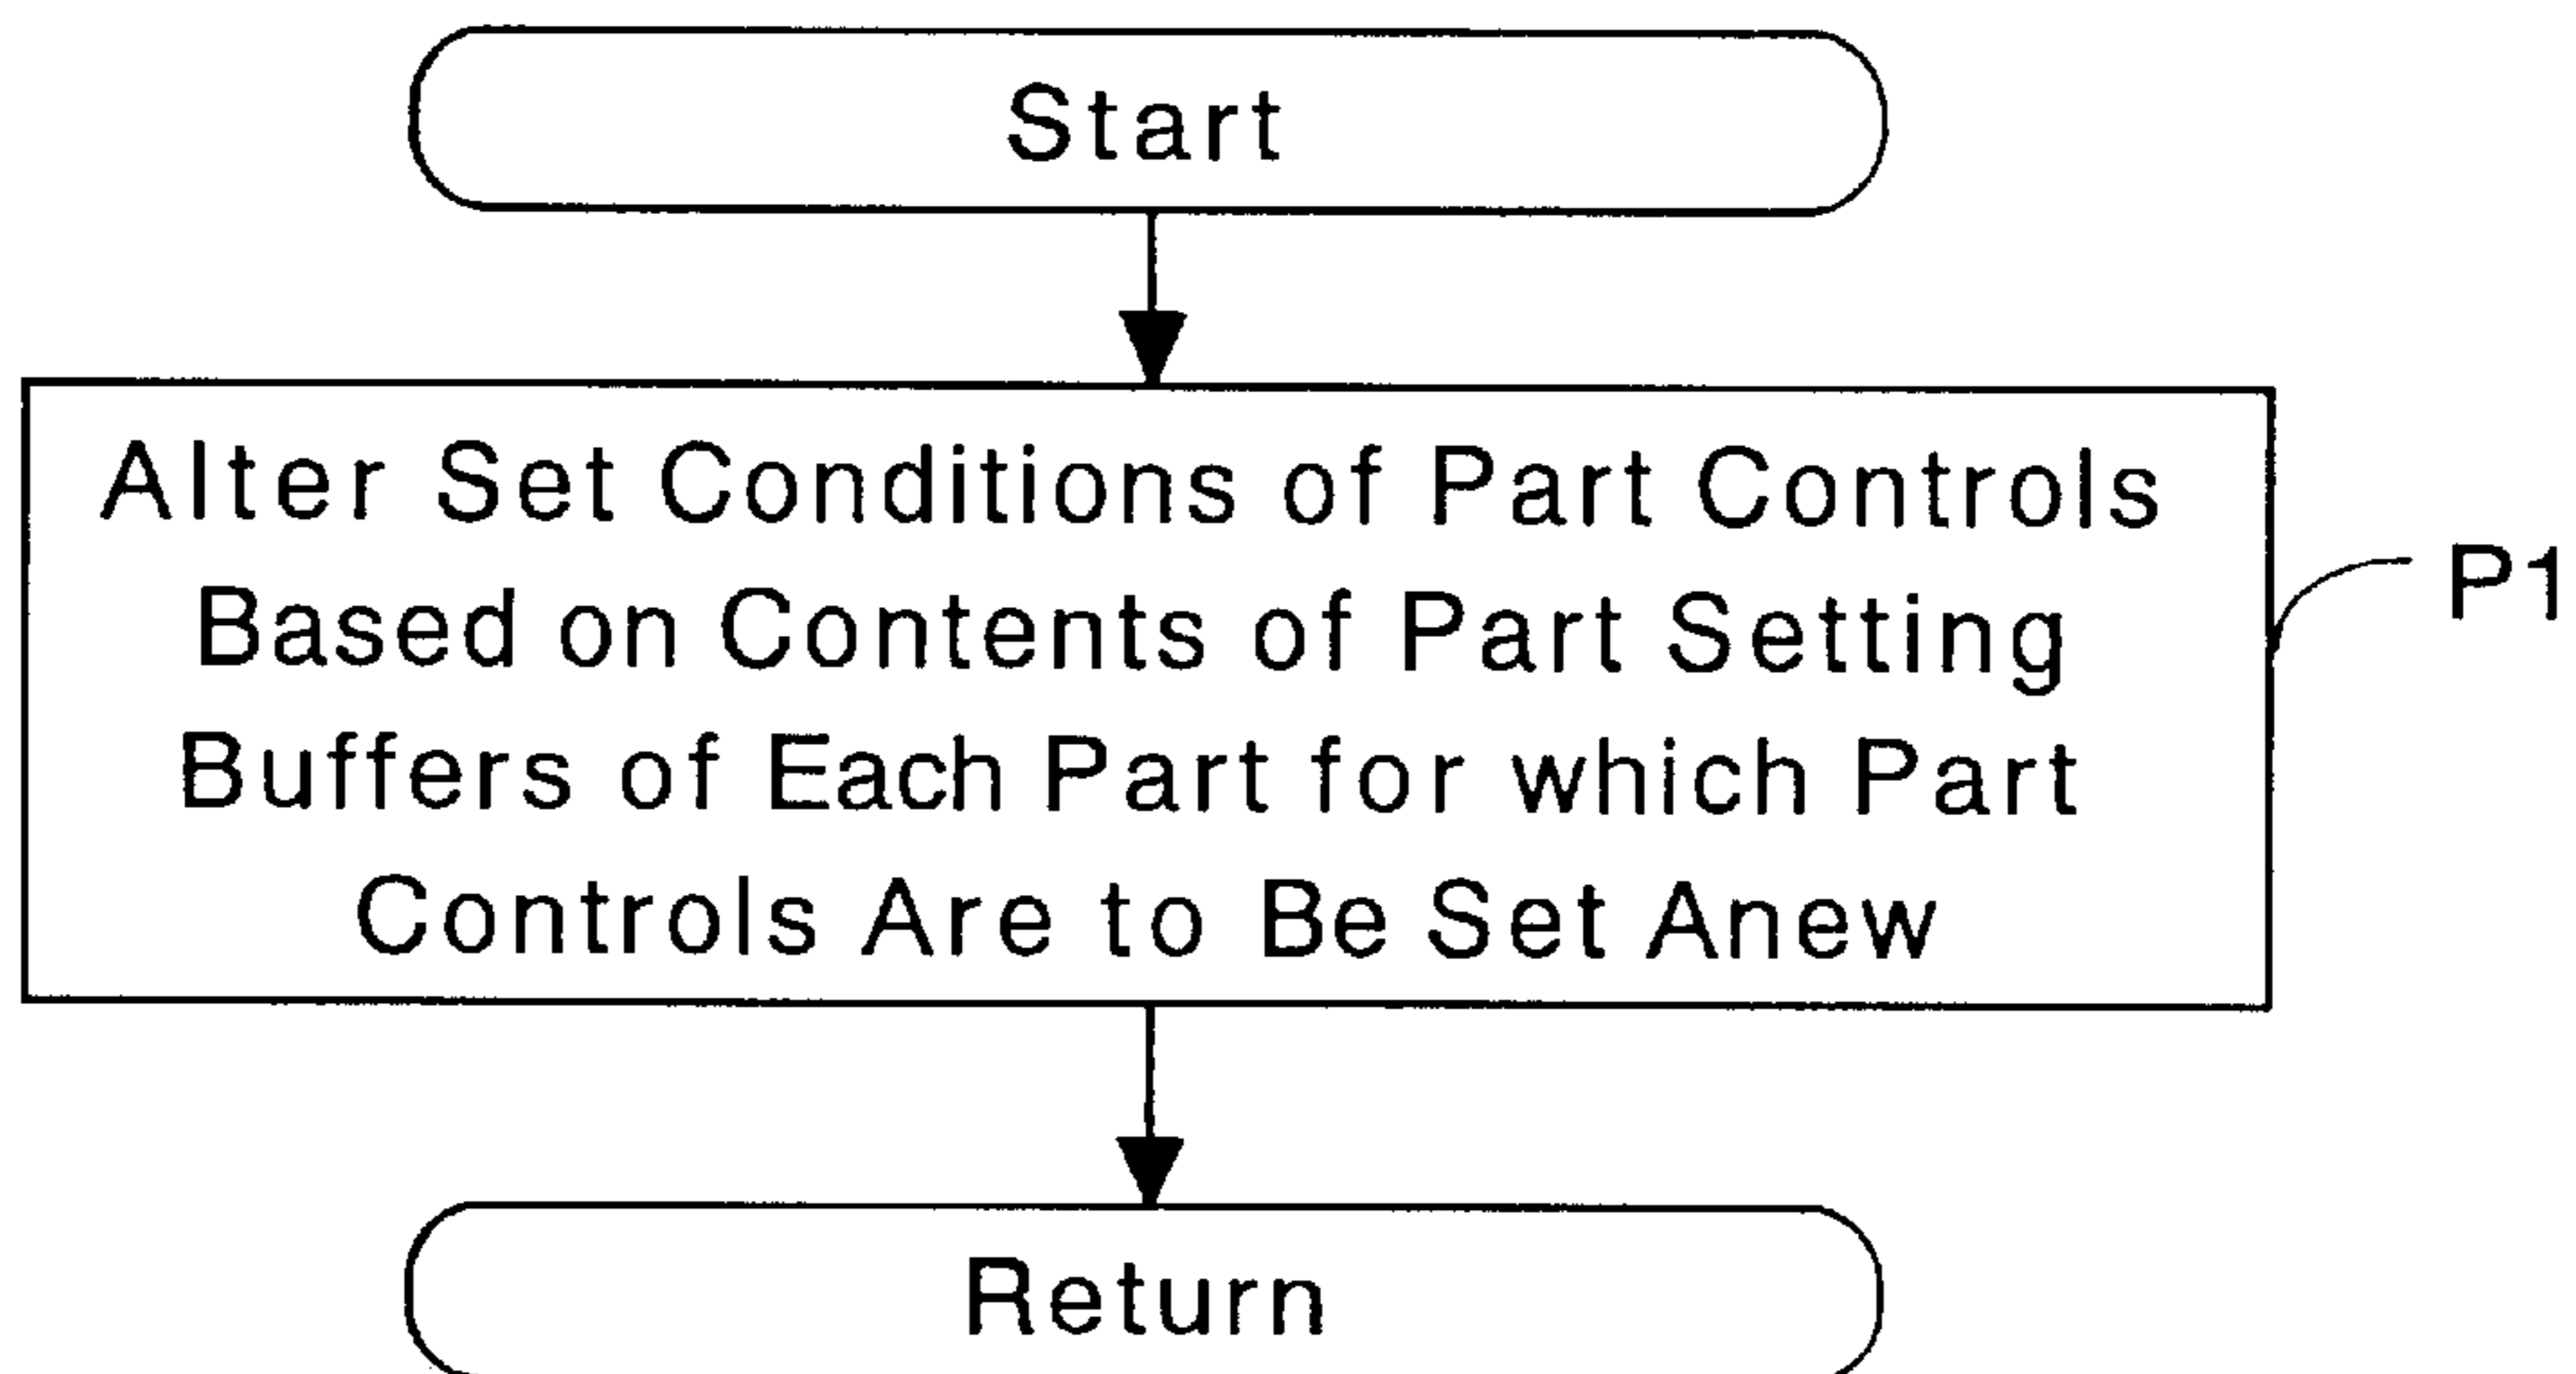 Start
Alter Set Conditions of Part Controls
Based on Contents of Part Setting
Buffers of Each Part for which Part
Controls Are to Be Set Anew
P1
Return